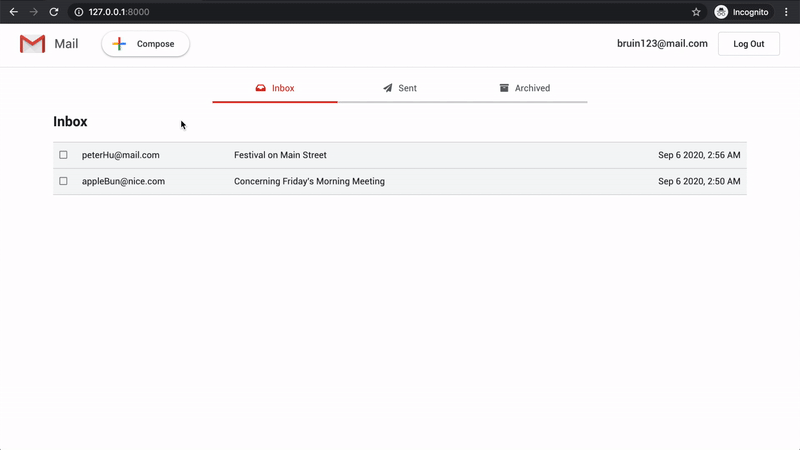 127.0.0.1:8000 Incognito
Mail Compose bruin123@mail.com Log Out
Inbox Sent Archived
Inbox
peterHu@mail.com Festival on Main Street Sep 6 2020, 2:56 AM
appleBun@nice.com Concerning Friday's Morning Meeting Sep 6 2020, 2:50 AM